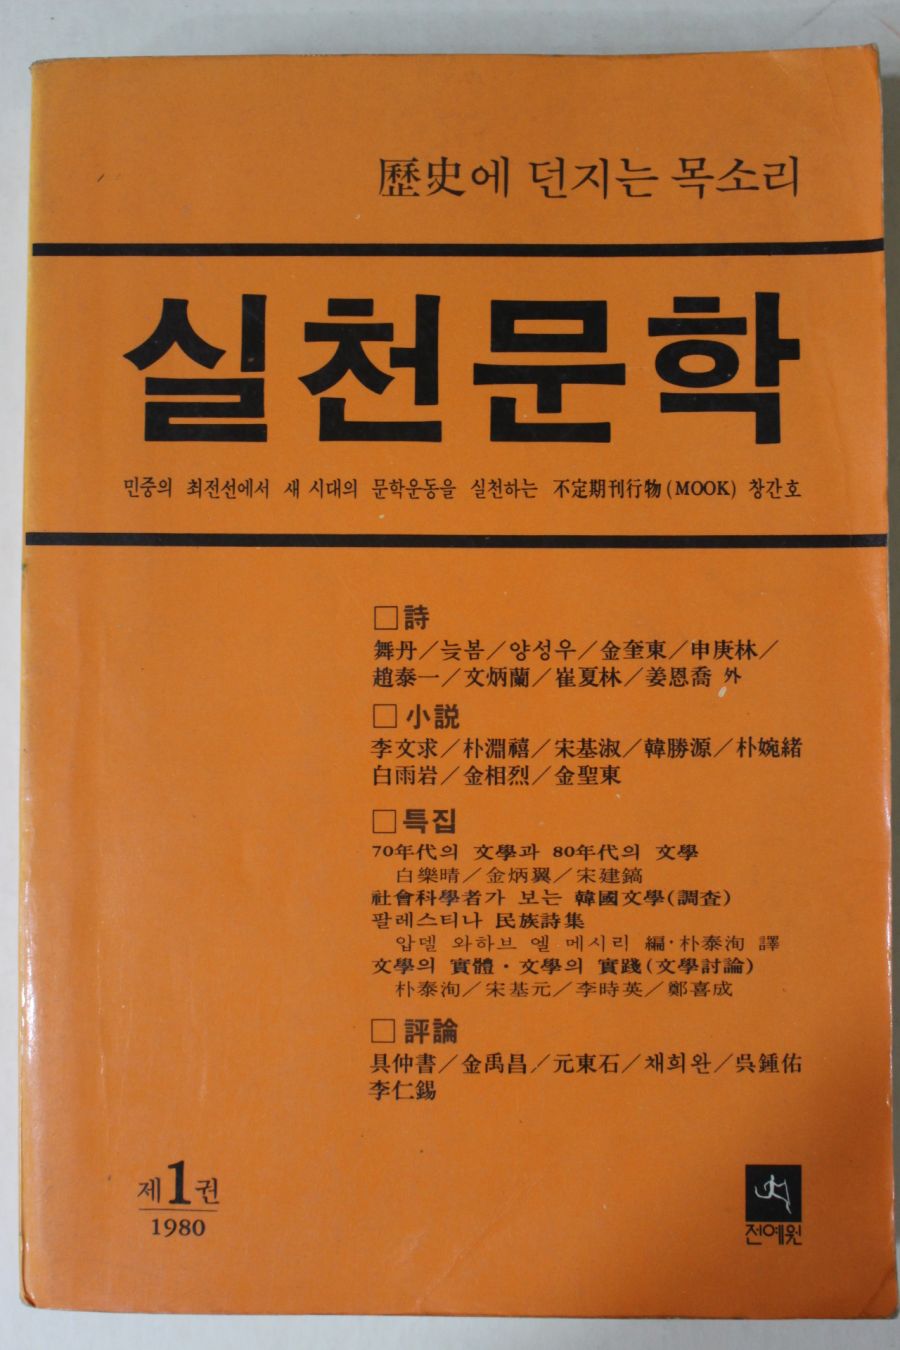 歷史에 던지는 목소리
실천문학
민중의 최전선에서 새 시대의 문학운동을 실천하는 不定期刊行物(MOOK) 창간호
□詩
舞丹／늦봄／양성우／金奎東／申庚林／
趙泰一／文炳蘭／崔夏林／姜恩喬 外
□小説
李文求／朴淵禧／宋基淑／韓勝源／朴婉緖
白雨岩／金相烈／金聖東
□특집
70年代의 文學과 80年代의 文學
白樂晴／金炳翼／宋建鎬
社會科學者가 보는 韓國文學(調査)
팔레스티나 民族詩集
압델 와하브 엘 메시리 編·朴泰洵 譯
文學의 實體·文學의 實踐(文學討論)
朴泰洵／宋基元／李時英／鄭喜成
□評論
具仲書／金禹昌／元東石／채희완／吳鍾佑
李仁錫
제1권
1980
전예원